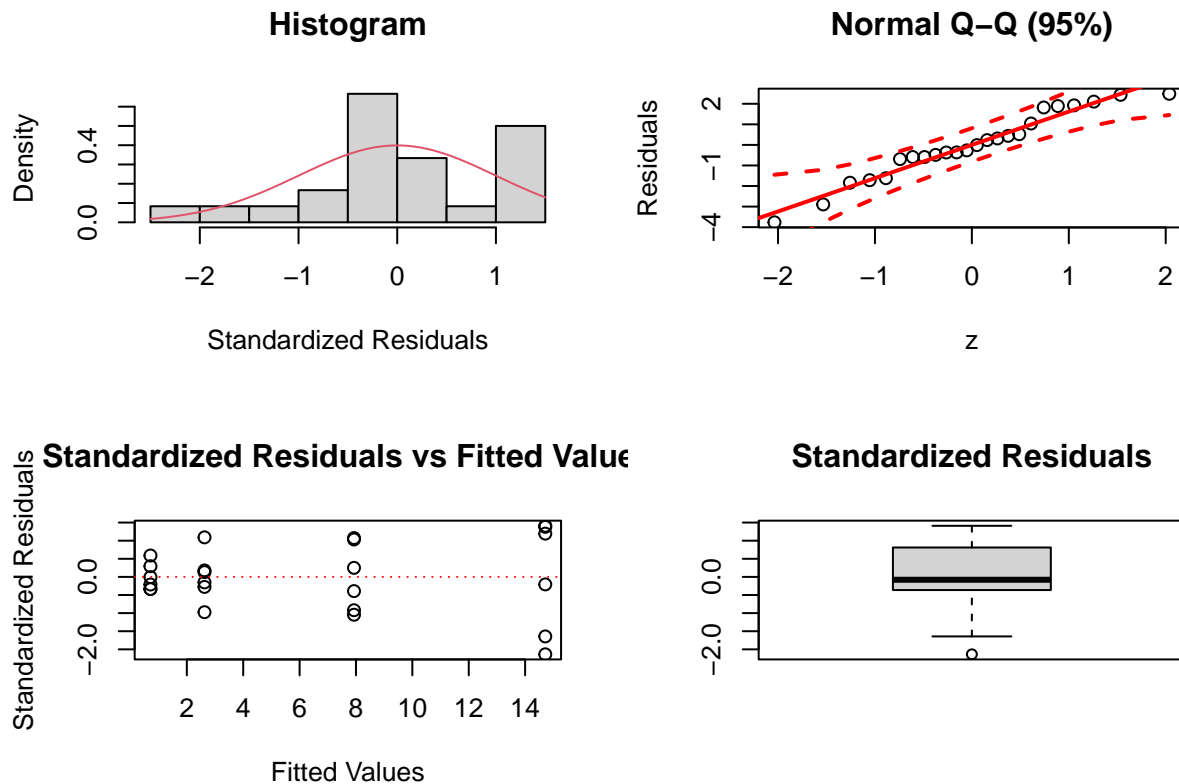 Histogram
Density
0.0
0.4
−2
−1
0
1
Standardized Residuals
Normal Q−Q (95%)
Residuals
−4
−1
2
−2
−1
0
1
2
z
Standardized Residuals vs Fitted Value
Standardized Residuals
−2.0
0.0
2
4
6
8
10
12
14
Fitted Values
Standardized Residuals
−2.0
0.0